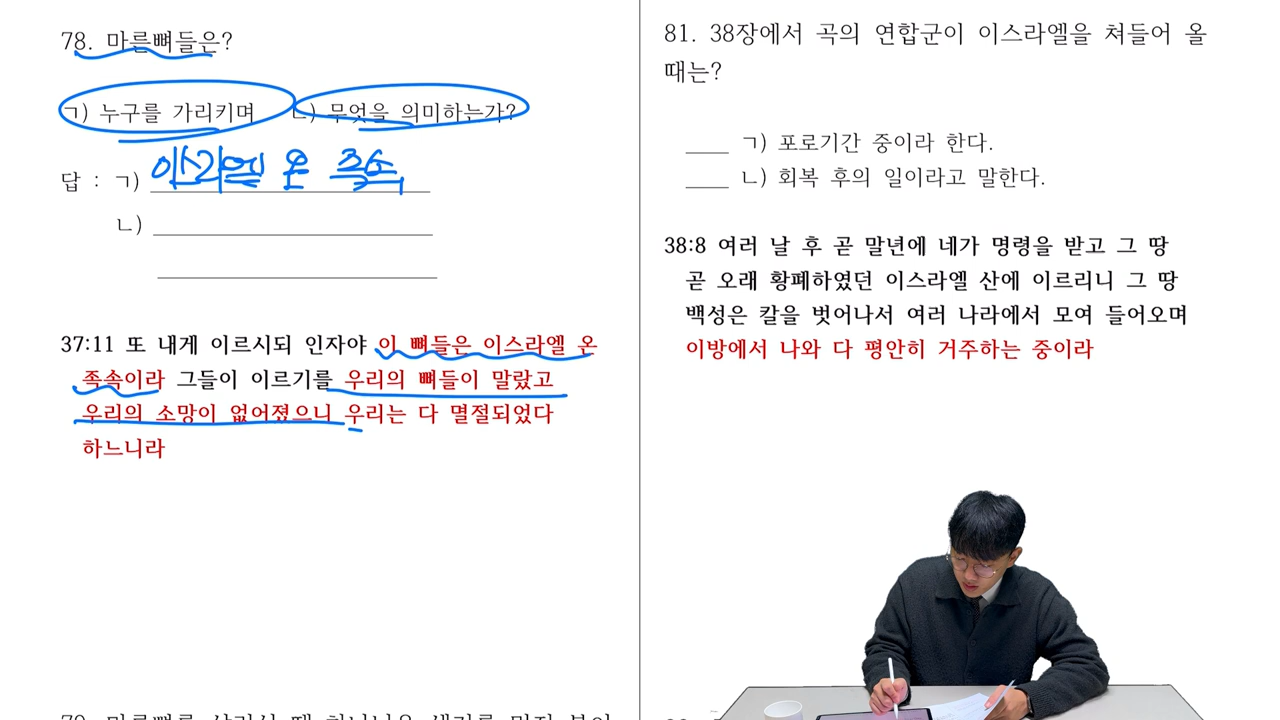 78. 마른뼈들은?
ㄱ) 누구를 가리키며 ㄴ) 무엇을 의미하는가?
답 : ㄱ) 이스라엘 온 족속
ㄴ)
37:11 또 내게 이르시되 인자야 이 뼈들은 이스라엘 온
족속이라 그들이 이르기를 우리의 뼈들이 말랐고
우리의 소망이 없어졌으니 우리는 다 멸절되었다
하느니라
81. 38장에서 곡의 연합군이 이스라엘을 쳐들어 올
때는?
ㄱ) 포로기간 중이라 한다.
ㄴ) 회복 후의 일이라고 말한다.
38:8 여러 날 후 곧 말년에 네가 명령을 받고 그 땅
곧 오래 황폐하였던 이스라엘 산에 이르리니 그 땅
백성은 칼을 벗어나서 여러 나라에서 모여 들어오며
이방에서 나와 다 평안히 거주하는 중이라